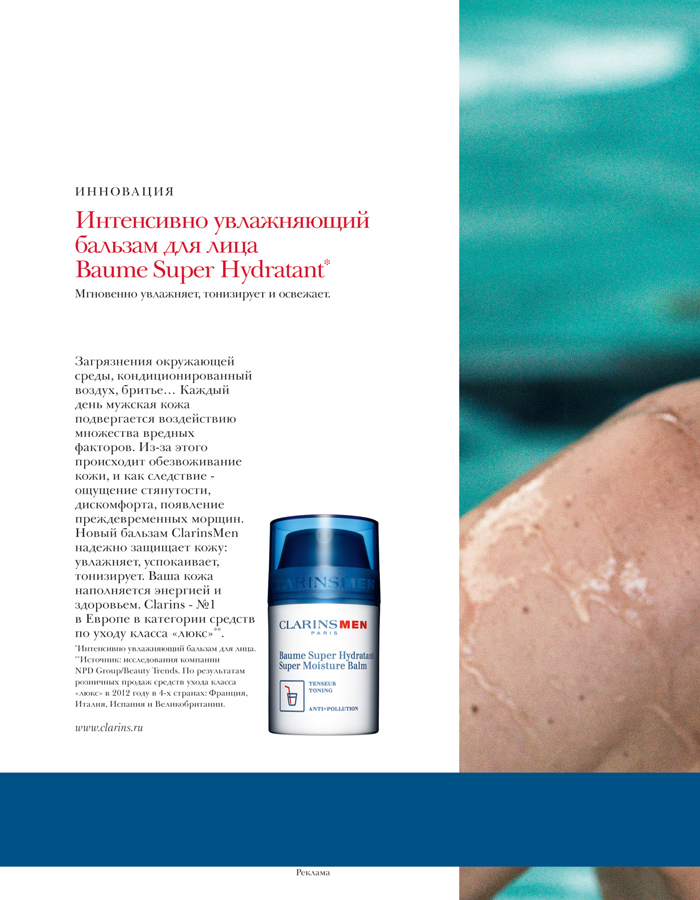 ИННОВАЦИЯ
Интенсивно увлажняющий
бальзам для лица
Baume Super Hydratant*
Мгновенно увлажняет, тонизирует и освежает.
Загрязнения окружающей
среды, кондиционированный
воздух, бритье… Каждый
день мужская кожа
подвергается воздействию
множества вредных
факторов. Из-за этого
происходит обезвоживание
кожи, и как следствие -
ощущение стянутости,
дискомфорта, появление
преждевременных морщин.
Новый бальзам ClarinsMen
надежно защищает кожу:
увлажняет, успокаивает,
тонизирует. Ваша кожа
наполняется энергией и
здоровьем. Clarins - №1
в Европе в категории средств
по уходу класса «люкс»**.
*Интенсивно увлажняющий бальзам для лица.
**Источник: исследования компании
NPD Group/Beauty Trends. По результатам
розничных продаж средств ухода класса
«люкс» в 2012 году в 4-х странах: Франция,
Италия, Испания и Великобритании.
www.clarins.ru
CLARINSMEN
CLARINSMEN
PARIS
Baume Super Hydratant
Super Moisture Balm
TENSEUR
TONING
ANTI-POLLUTION
Реклама